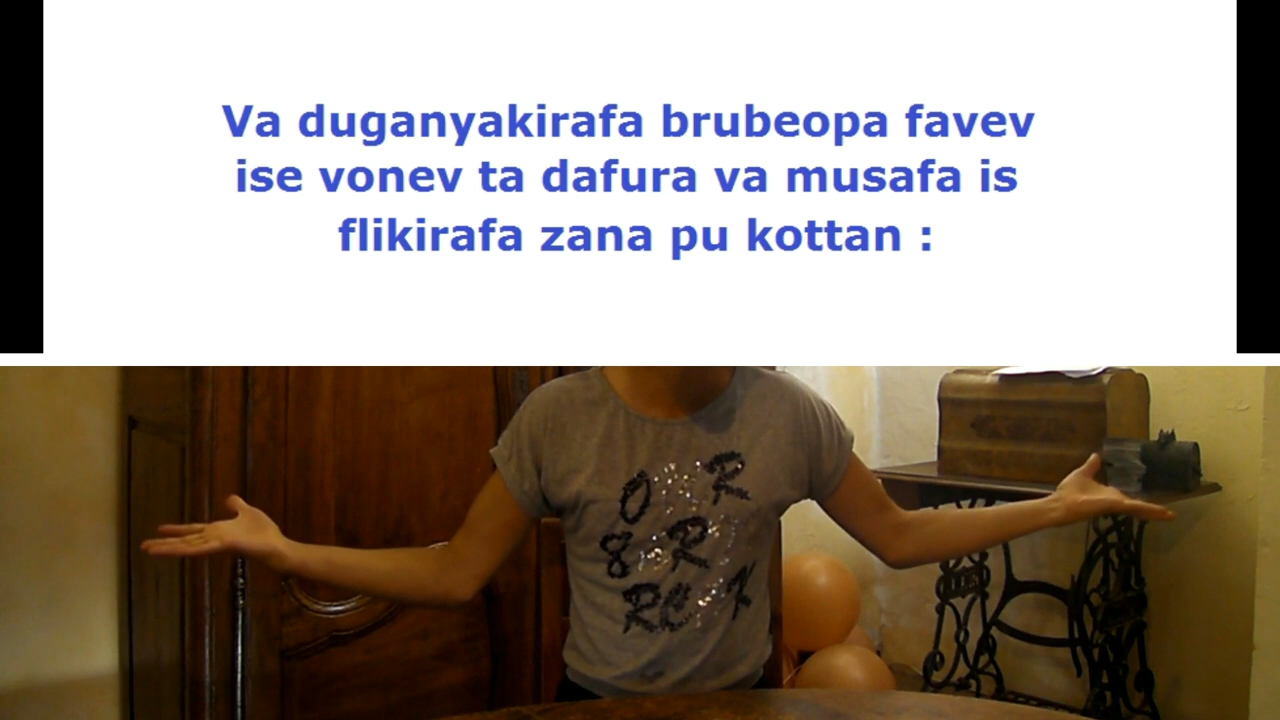 Va duganyakirafa brubeopa favev
ise vonev ta dafura va musafa is
flikirafa zana pu kottan :